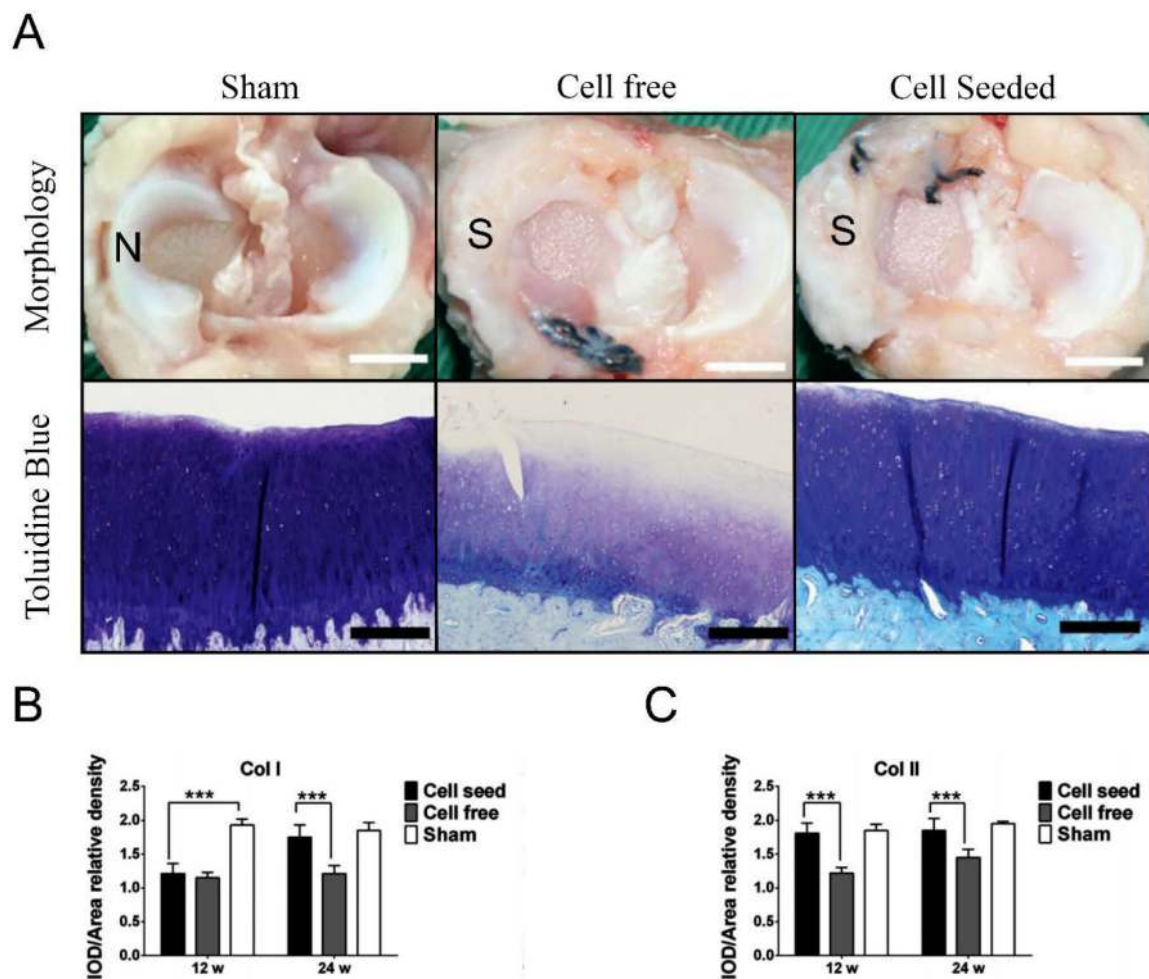 A
Sham
Cell free
Cell Seeded
Morphology
N
S
S
Toluidine Blue
B
Col I
IOD/Area relative density
2.5
2.0
1.5
1.0
0.5
0.0
***
***
12 w
24 w
Cell seed
Cell free
Sham
C
Col II
IOD/Area relative density
2.5
2.0
1.5
1.0
0.5
0.0
***
***
12 w
24 w
Cell seed
Cell free
Sham